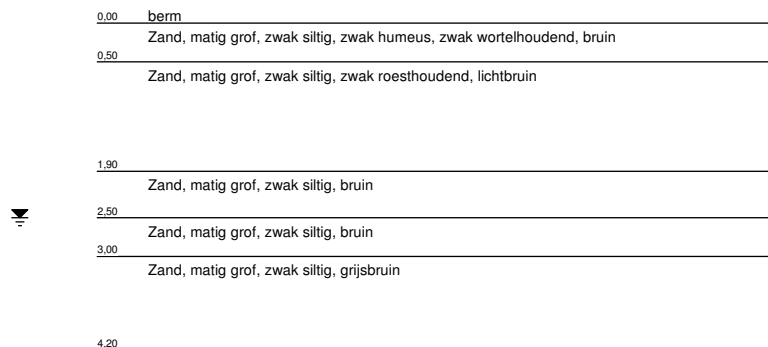 0,00 berm
Zand, matig grof, zwak siltig, zwak humeus, zwak wortelhoudend, bruin
0,50
Zand, matig grof, zwak siltig, zwak roesthoudend, lichtbruin
1,90
Zand, matig grof, zwak siltig, bruin
2,50
Zand, matig grof, zwak siltig, bruin
3,00
Zand, matig grof, zwak siltig, grijsbruin
4,20